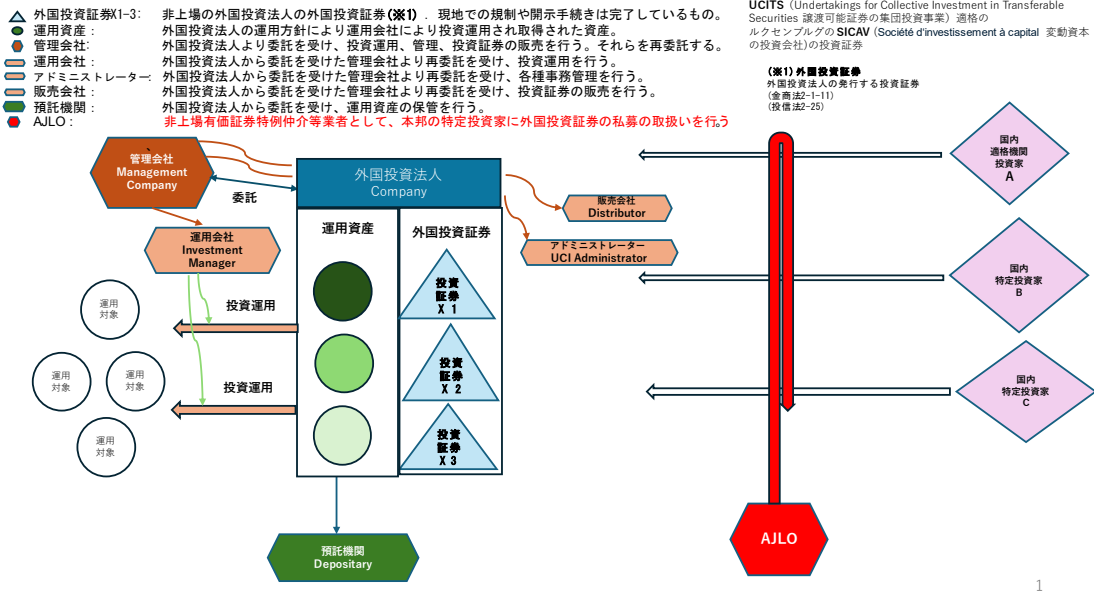 外国投資証券X1-3: 非上場の外国投資法人の外国投資証券(※1)．現地での規制や開示手続きは完了しているもの。
運用資産： 外国投資法人の運用方針により運用会社により投資運用され取得された資産。
管理会社: 外国投資法人より委託を受け、投資運用、管理、投資証券の販売を行う。それらを再委託する。
運用会社： 外国投資法人から委託を受けた管理会社より再委託を受け、投資運用を行う。
アドミニストレーター: 外国投資法人から委託を受けた管理会社より再委託を受け、各種事務管理を行う。
販売会社： 外国投資法人から委託を受けた管理会社より再委託を受け、投資証券の販売を行う。
預託機関： 外国投資法人から委託を受け、運用資産の保管を行う。
AJLO： 非上場有価証券特例仲介等業者として、本邦の特定投資家に外国投資証券の私募の取扱いを行う。
UCITS（Undertakings for Collective Investment in Transferable
Securities 譲渡可能証券の集団投資事業）適格の
ルクセンブルグのSICAV (Société d'investissement à capital 変動資本
の投資会社)の投資証券
(※1) 外国投資証券
外国投資法人の発行する投資証券
(金商法2-1-11)
(投信法2-25)
、
管理会社
Management
Company
委託
外国投資法人
Company
運用会社
Investment
Manager
運用資産
外国投資証券
販売会社
Distributor
アドミニストレーター
UCI Administrator
投資
証券
X 1
投資
証券
X 2
投資
証券
X 3
投資運用
投資運用
運用
対象
運用
対象
運用
対象
運用
対象
預託機関
Depositary
国内
適格機関
投資家
A
国内
特定投資家
B
国内
特定投資家
C
AJLO
1